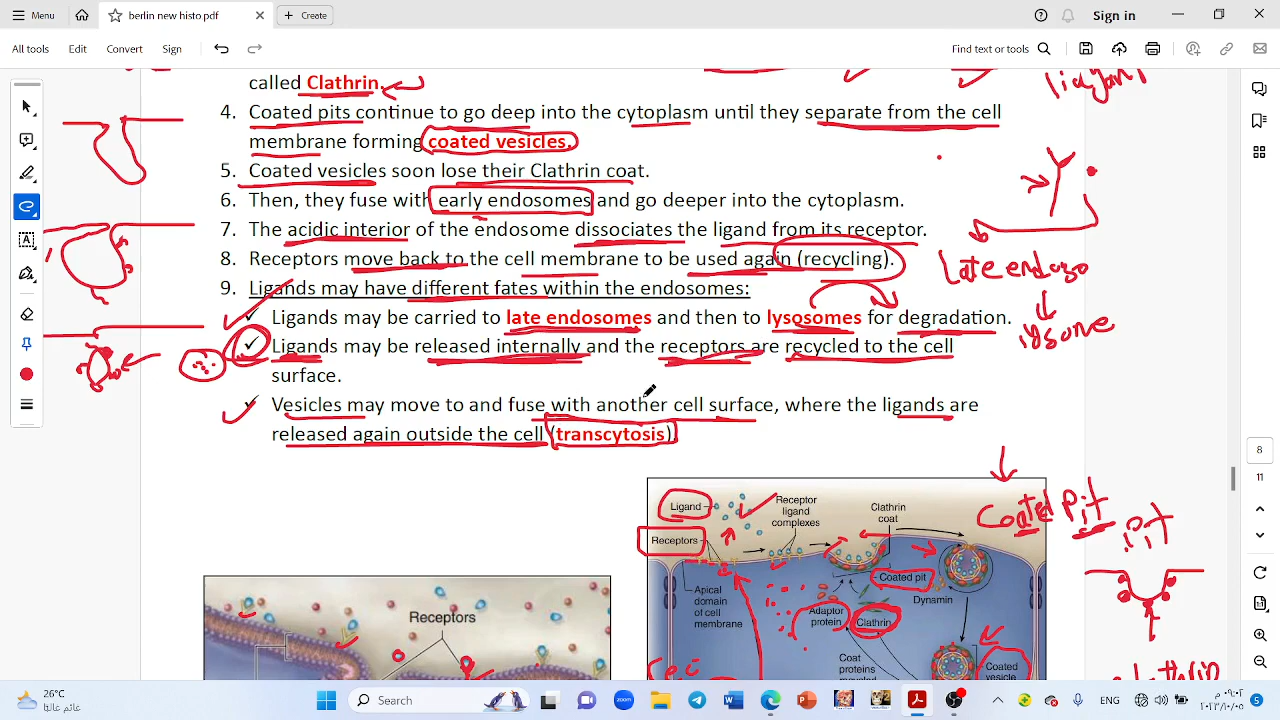 Menu
berlin new histo pdf
Create
Sign in
All tools
Edit
Convert
Sign
Find text or tools
called Clathrin.
4. Coated pits continue to go deep into the cytoplasm until they separate from the cell
membrane forming coated vesicles.
5. Coated vesicles soon lose their Clathrin coat.
6. Then, they fuse with early endosomes and go deeper into the cytoplasm.
7. The acidic interior of the endosome dissociates the ligand from its receptor.
8. Receptors move back to the cell membrane to be used again (recycling).
9. Ligands may have different fates within the endosomes:
Ligands may be carried to late endosomes and then to lysosomes for degradation.
Ligands may be released internally and the receptors are recycled to the cell
surface.
Vesicles may move to and fuse with another cell surface, where the ligands are
released again outside the cell (transcytosis).
Late endoso
lysome
Coated Pit
Pit
Ligand
Receptors
Receptor
ligand
complexes
Clathrin
coat
Coated pit
Dynamin
Apical
domain
of cell
membrane
Adaptor
protein
Clathrin
Coat
proteins
Coated
vesicle
Receptors
8
11
26°C
Search
ENG